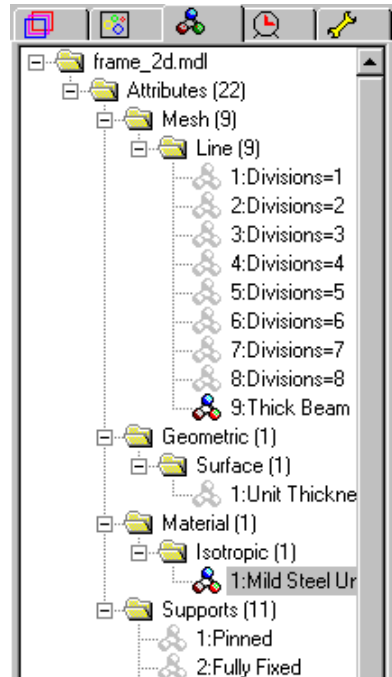 frame_2d.mdl
Attributes (22)
Mesh (9)
Line (9)
1:Divisions=1
2:Divisions=2
3:Divisions=3
4:Divisions=4
5:Divisions=5
6:Divisions=6
7:Divisions=7
8:Divisions=8
9:Thick Beam
Geometric (1)
Surface (1)
1:Unit Thickne
Material (1)
Isotropic (1)
1:Mild Steel Ur
Supports (11)
1:Pinned
2:Fully Fixed